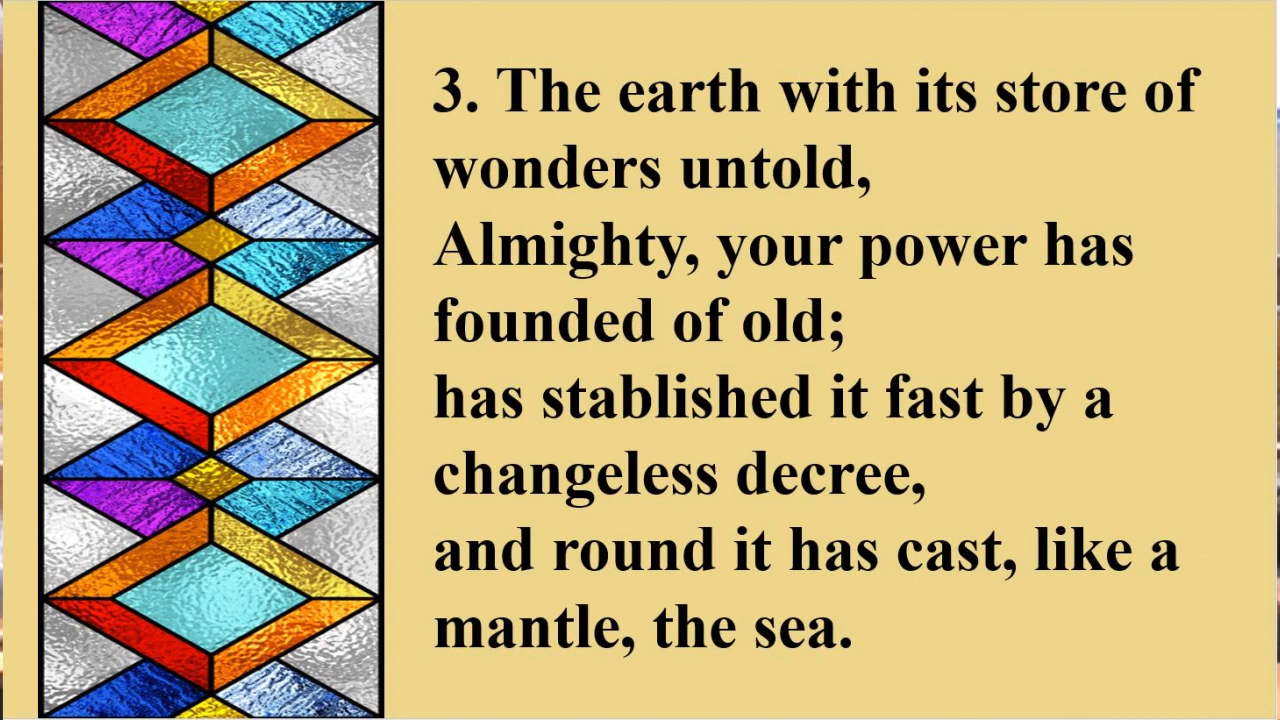 3. The earth with its store of
wonders untold,
Almighty, your power has
founded of old;
has stablished it fast by a
changeless decree,
and round it has cast, like a
mantle, the sea.